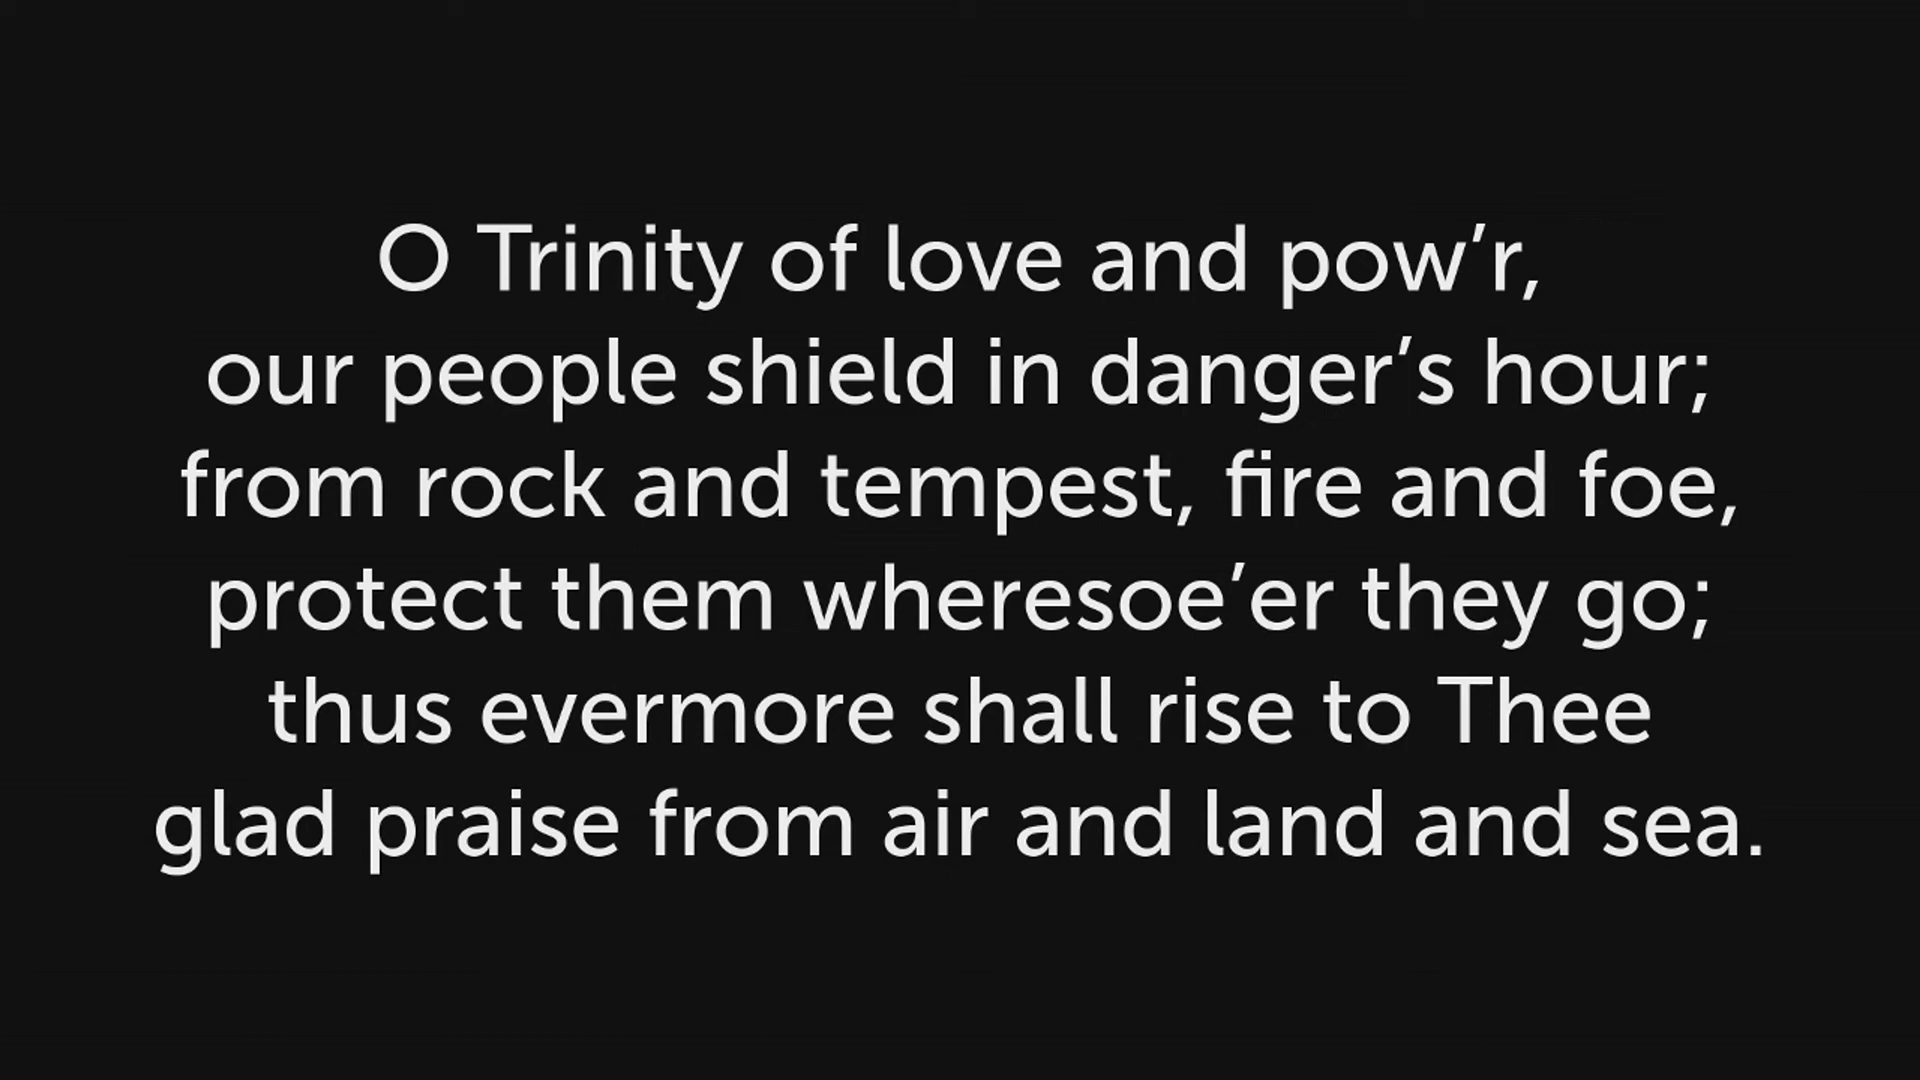 O Trinity of love and pow’r,
our people shield in danger’s hour;
from rock and tempest, fire and foe,
protect them wheresoe’er they go;
thus evermore shall rise to Thee
glad praise from air and land and sea.